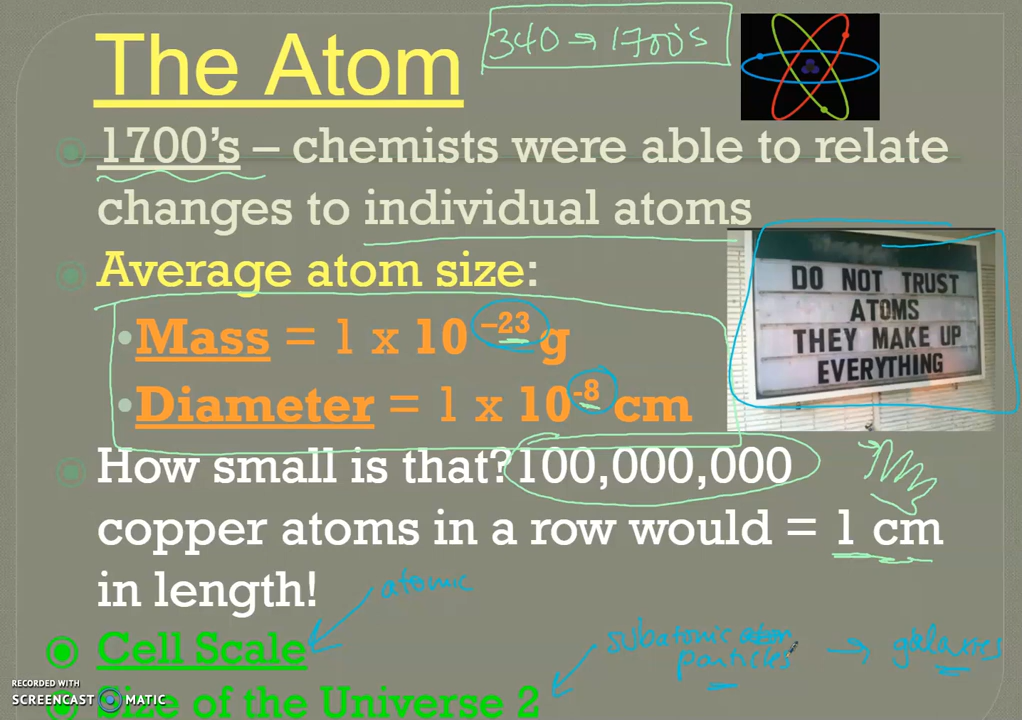 The Atom
340 → 1700's
1700's – chemists were able to relate
changes to individual atoms
Average atom size:
•Mass = 1 x 10 –23 g
•Diameter = 1 x 10-8 cm
DO NOT TRUST
ATOMS
THEY MAKE UP
EVERYTHING
How small is that?100,000,000
copper atoms in a row would = 1 cm
in length!
atomic
Cell Scale
subatomic
particles → galaxies
Size of the Universe 2
RECORDED WITH
SCREENCAST MATIC